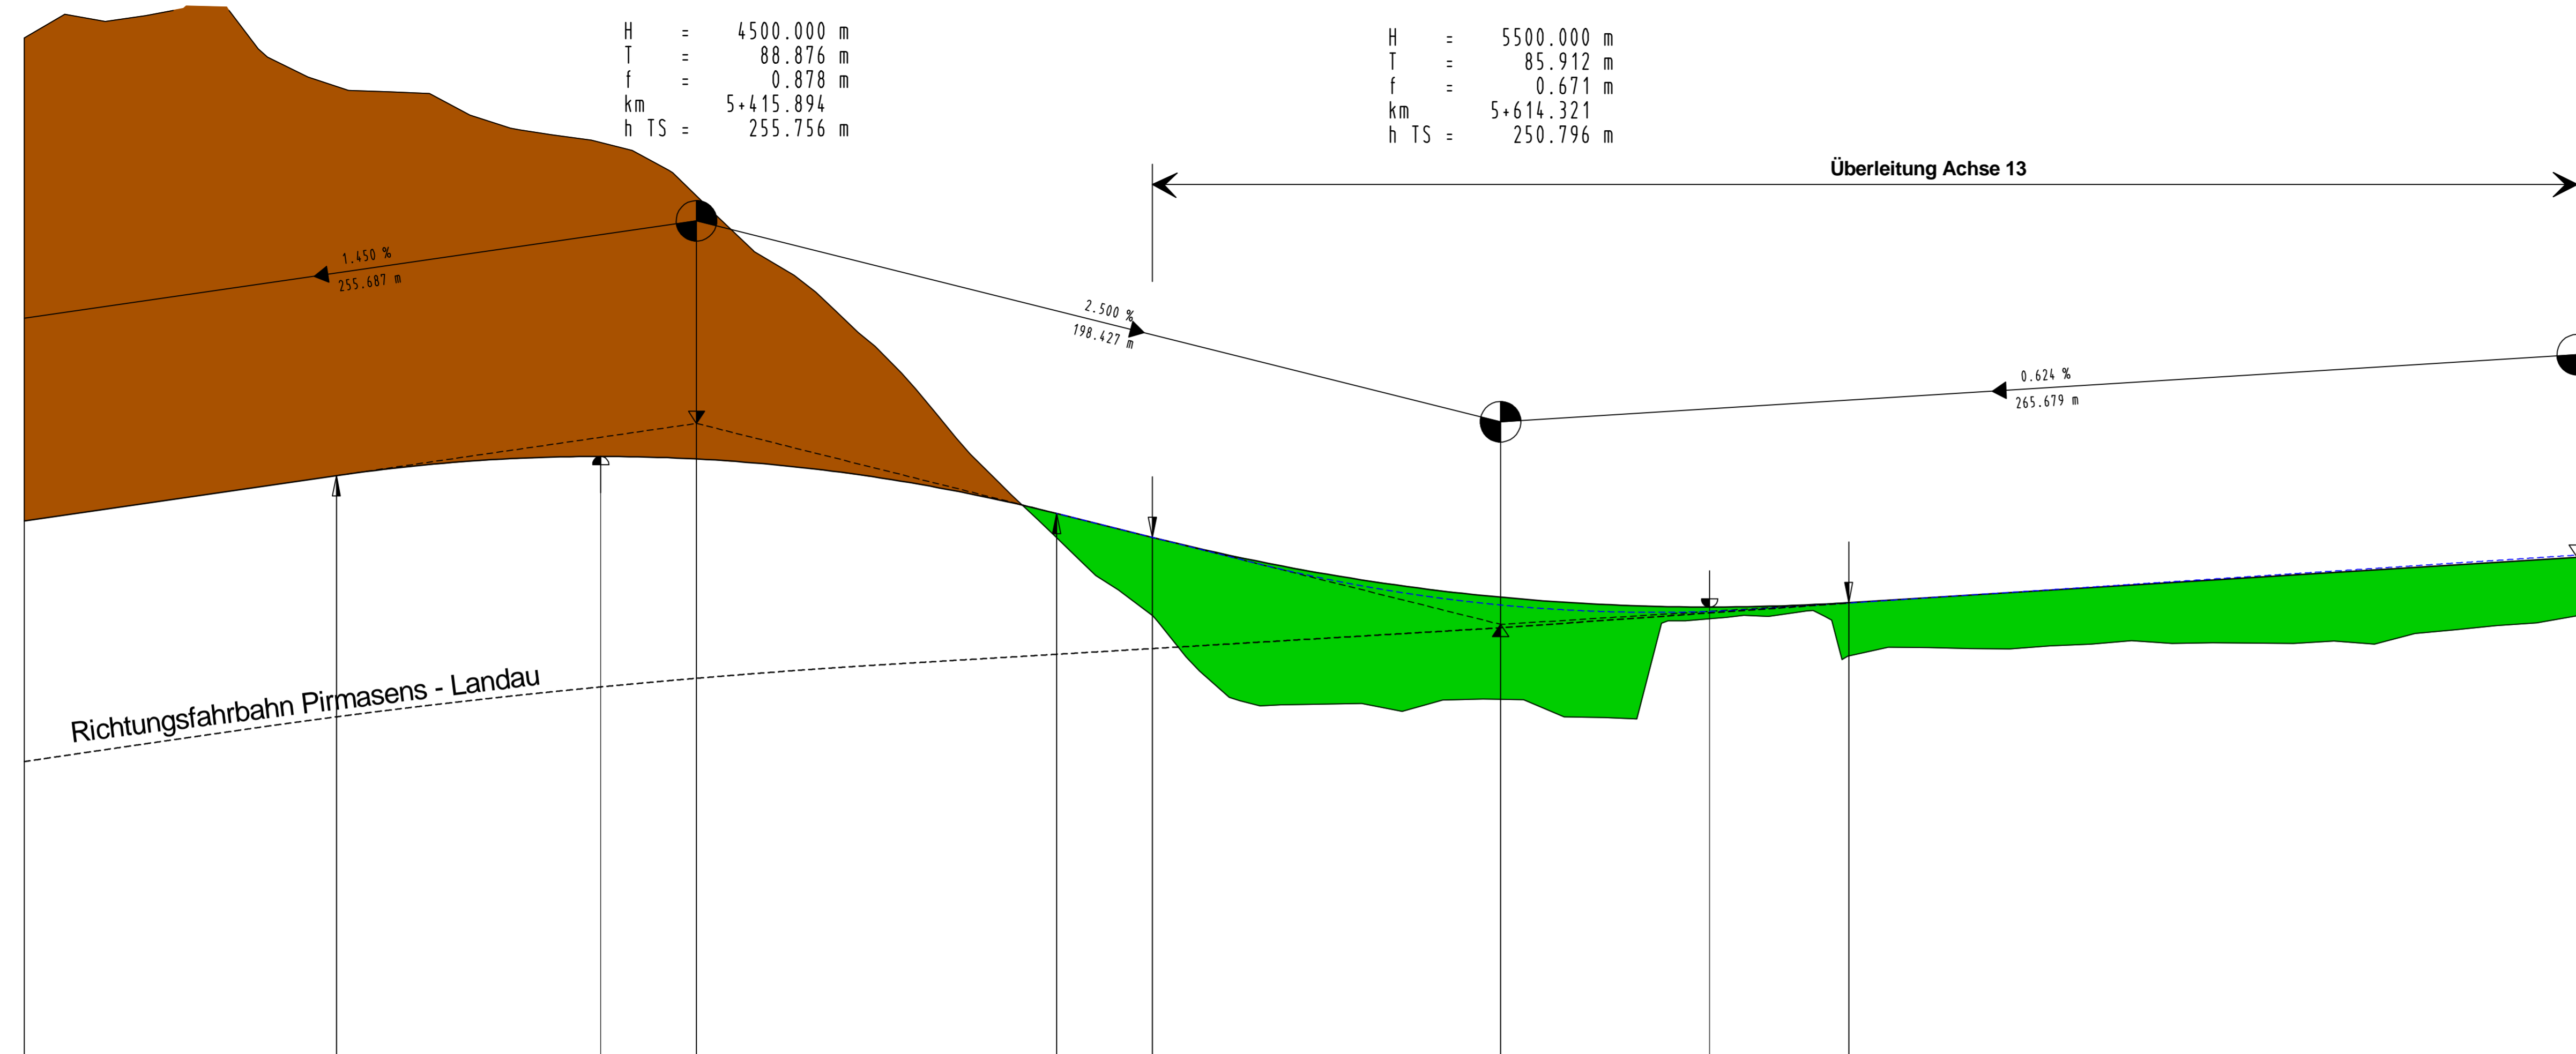 H = 4500.000 m
T = 88.876 m
f = 0.878 m
km 5+415.894
h TS = 255.756 m
H = 5500.000 m
T = 85.912 m
f = 0.671 m
km 5+614.321
h TS = 250.796 m
Überleitung Achse 13
1.450 %
255.687 m
2.500 %
198.427 m
0.624 %
265.679 m
Richtungsfahrbahn Pirmasens - Landau